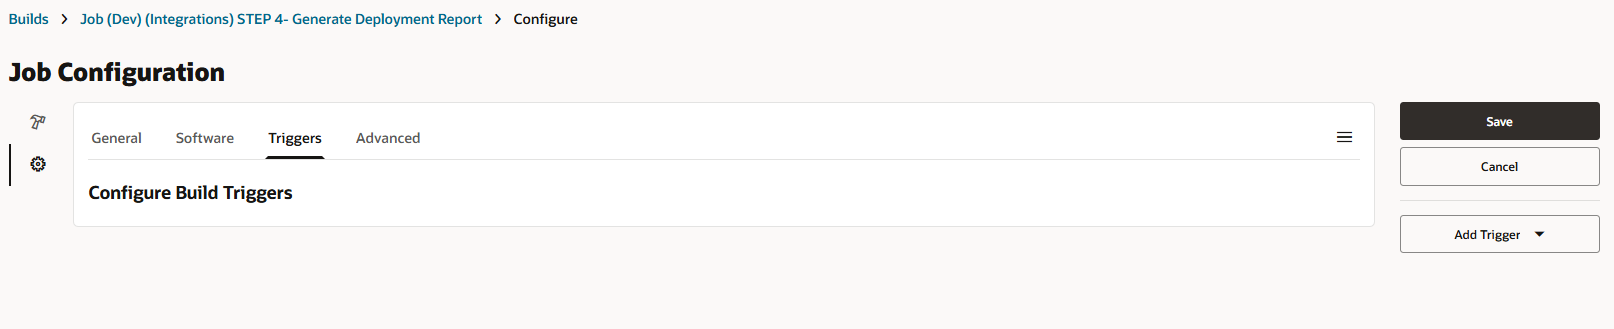 Builds > Job (Dev) (Integrations) STEP 4- Generate Deployment Report > Configure
Job Configuration
General Software Triggers Advanced
Configure Build Triggers
Save
Cancel
Add Trigger